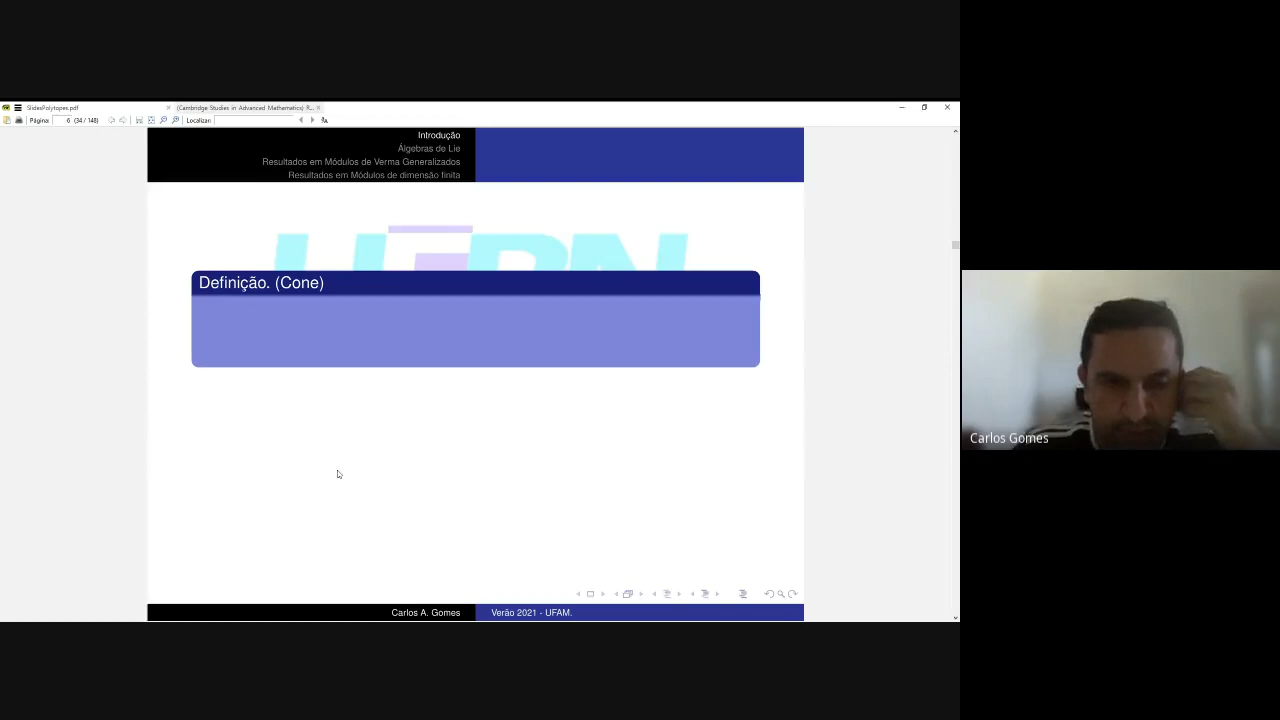 SlidesPolytopes.pdf
(Cambridge Studies in Advanced Mathematics) R...
Página:
6
(34 / 148)
Localizar:
Introdução
Álgebras de Lie
Resultados em Módulos de Verma Generalizados
Resultados em Módulos de dimensão finita
UFRN
Definição. (Cone)
Carlos A. Gomes
Verão 2021 - UFAM.
Carlos Gomes